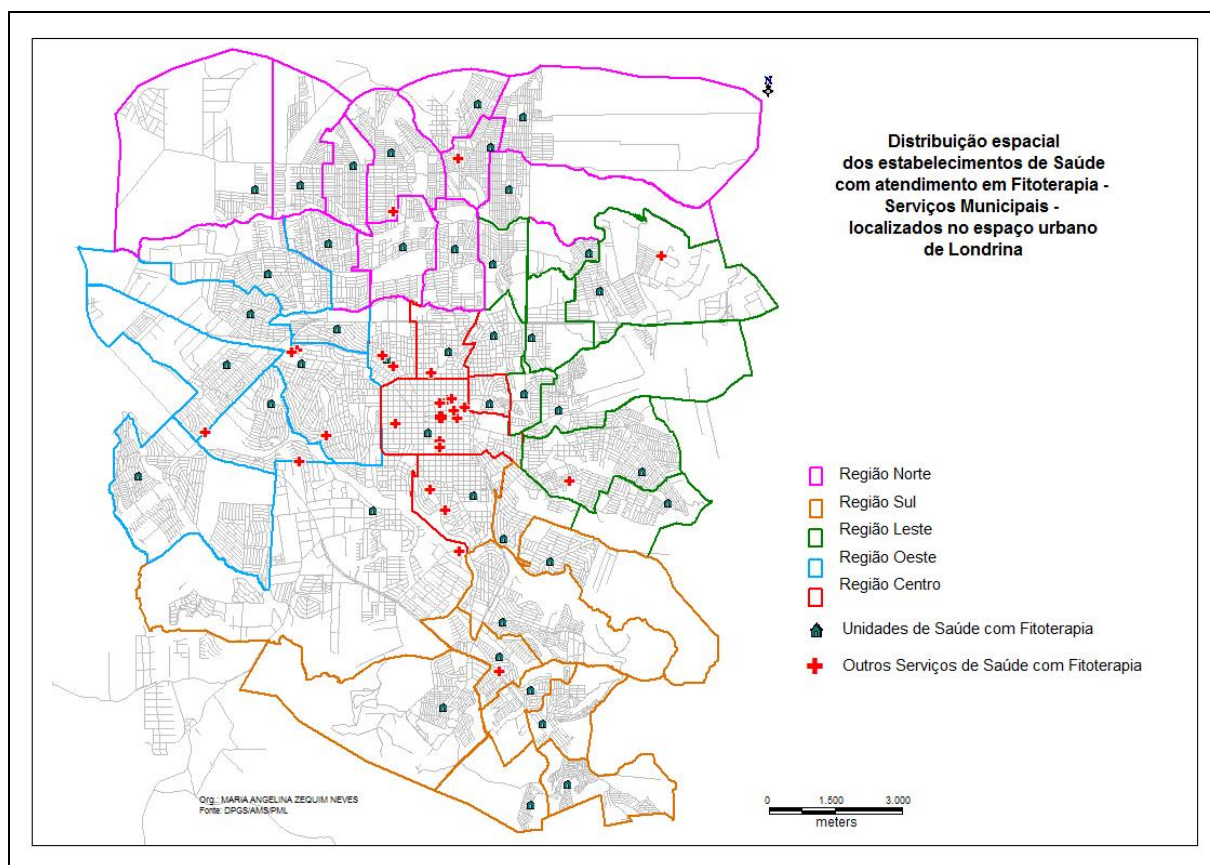 Distribuição espacial
dos estabelecimentos de Saúde
com atendimento em Fitoterapia -
Serviços Municipais -
localizados no espaço urbano
de Londrina
Região Norte
Região Sul
Região Leste
Região Oeste
Região Centro
Unidades de Saúde com Fitoterapia
Outros Serviços de Saúde com Fitoterapia
Org.: MARIA ANGELINA ZEQUIM NEVES
Fonte: DPGS/AMS/PML
0 1.500 3.000
meters